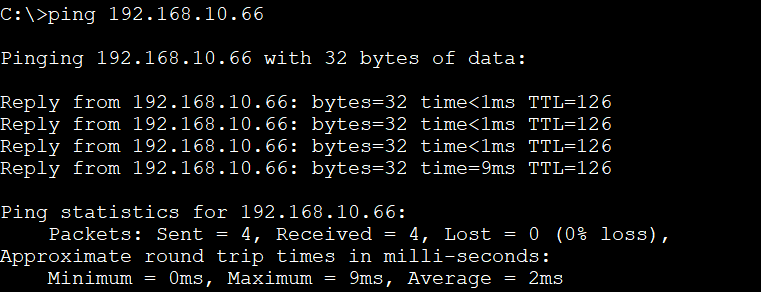 C:\>ping 192.168.10.66
Pinging 192.168.10.66 with 32 bytes of data:
Reply from 192.168.10.66: bytes=32 time<1ms TTL=126
Reply from 192.168.10.66: bytes=32 time<1ms TTL=126
Reply from 192.168.10.66: bytes=32 time<1ms TTL=126
Reply from 192.168.10.66: bytes=32 time=9ms TTL=126
Ping statistics for 192.168.10.66:
    Packets: Sent = 4, Received = 4, Lost = 0 (0% loss),
Approximate round trip times in milli-seconds:
    Minimum = 0ms, Maximum = 9ms, Average = 2ms